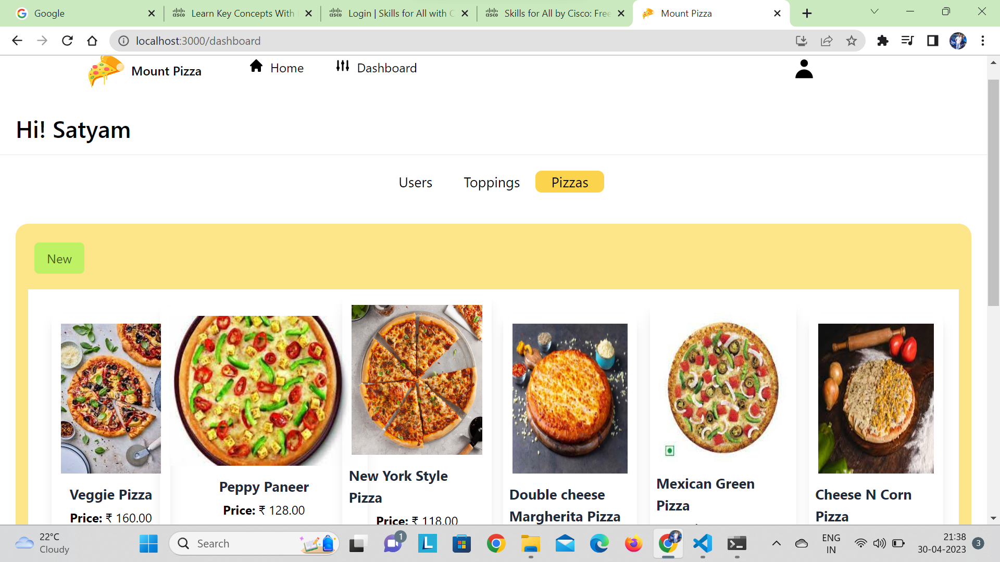 Google
Learn Key Concepts With
Login | Skills for All with C
Skills for All by Cisco: Free
Mount Pizza
localhost:3000/dashboard
Mount Pizza
Home
Dashboard
Hi! Satyam
Users
Toppings
Pizzas
New
Veggie Pizza
Price: ₹ 160.00
Peppy Paneer
Price: ₹ 128.00
New York Style
Pizza
Price: ₹ 118.00
Double cheese
Margherita Pizza
Mexican Green
Pizza
Cheese N Corn
Pizza
22°C
Cloudy
Search
1
ENG
IN
21:38
30-04-2023
3